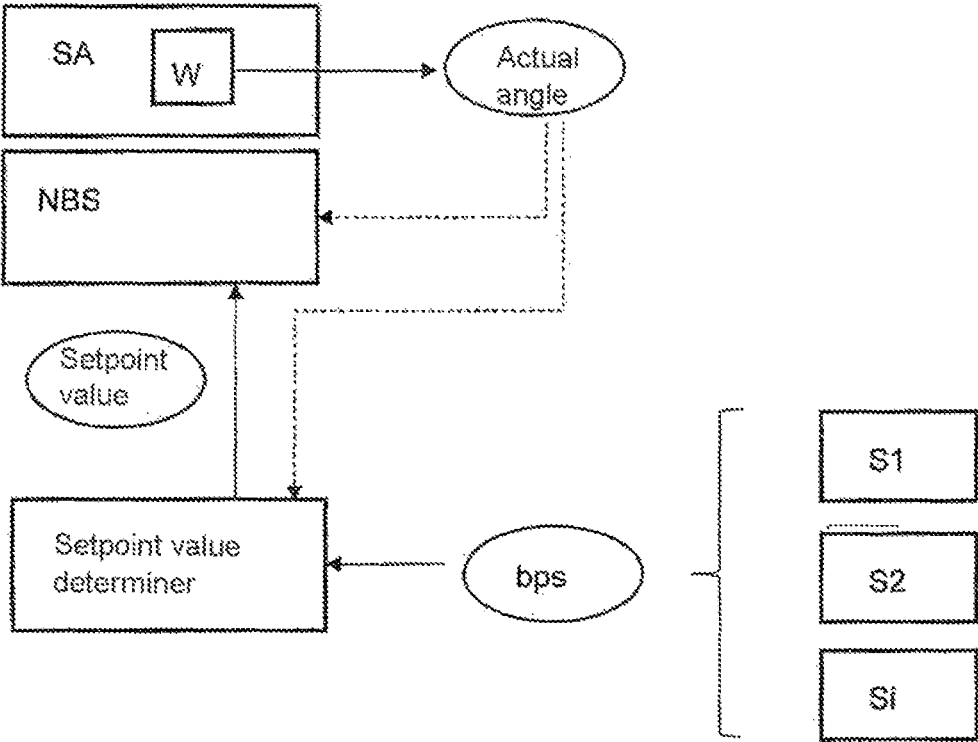 SA
W
Actual
angle
NBS
Setpoint
value
Setpoint value
determiner
bps
S1
S2
Si